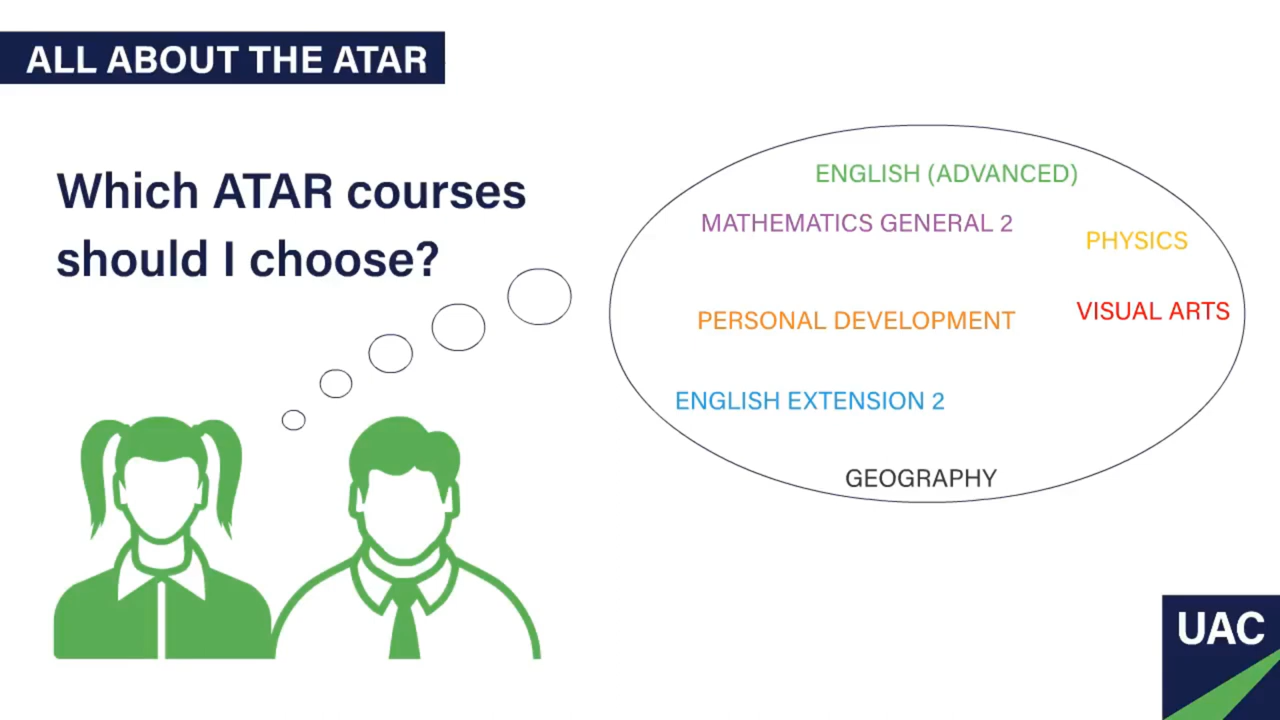 ALL ABOUT THE ATAR
Which ATAR courses
should I choose?
ENGLISH (ADVANCED)
MATHEMATICS GENERAL 2
PHYSICS
PERSONAL DEVELOPMENT
VISUAL ARTS
ENGLISH EXTENSION 2
GEOGRAPHY
UAC